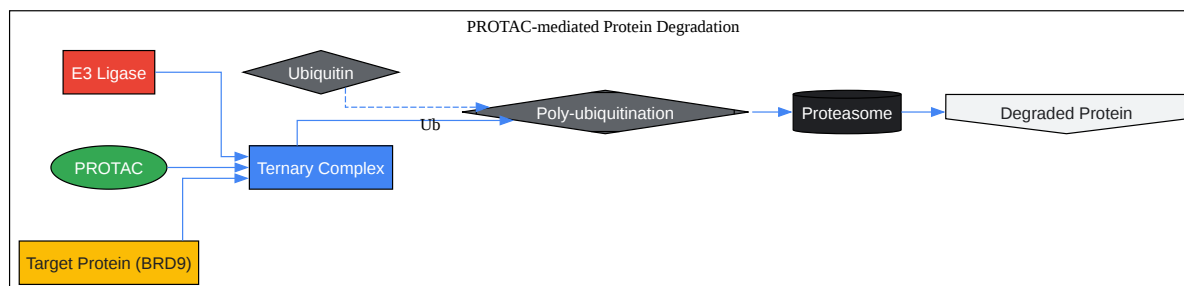 PROTAC-mediated Protein Degradation
E3 Ligase
Ubiquitin
Poly-ubiquitination
Proteasome
Degraded Protein
Ub
PROTAC
Ternary Complex
Target Protein (BRD9)